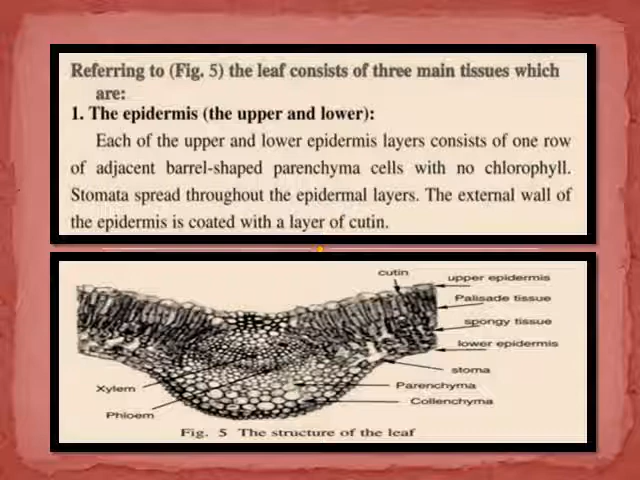 Referring to (Fig. 5) the leaf consists of three main tissues which
are:
1. The epidermis (the upper and lower):
Each of the upper and lower epidermis layers consists of one row
of adjacent barrel-shaped parenchyma cells with no chlorophyll.
Stomata spread throughout the epidermal layers. The external wall of
the epidermis is coated with a layer of cutin.
cutin
upper epidermis
Palisade tissue
spongy tissue
lower epidermis
stoma
Xylem
Parenchyma
Collenchyma
Phloem
Fig. 5 The structure of the leaf